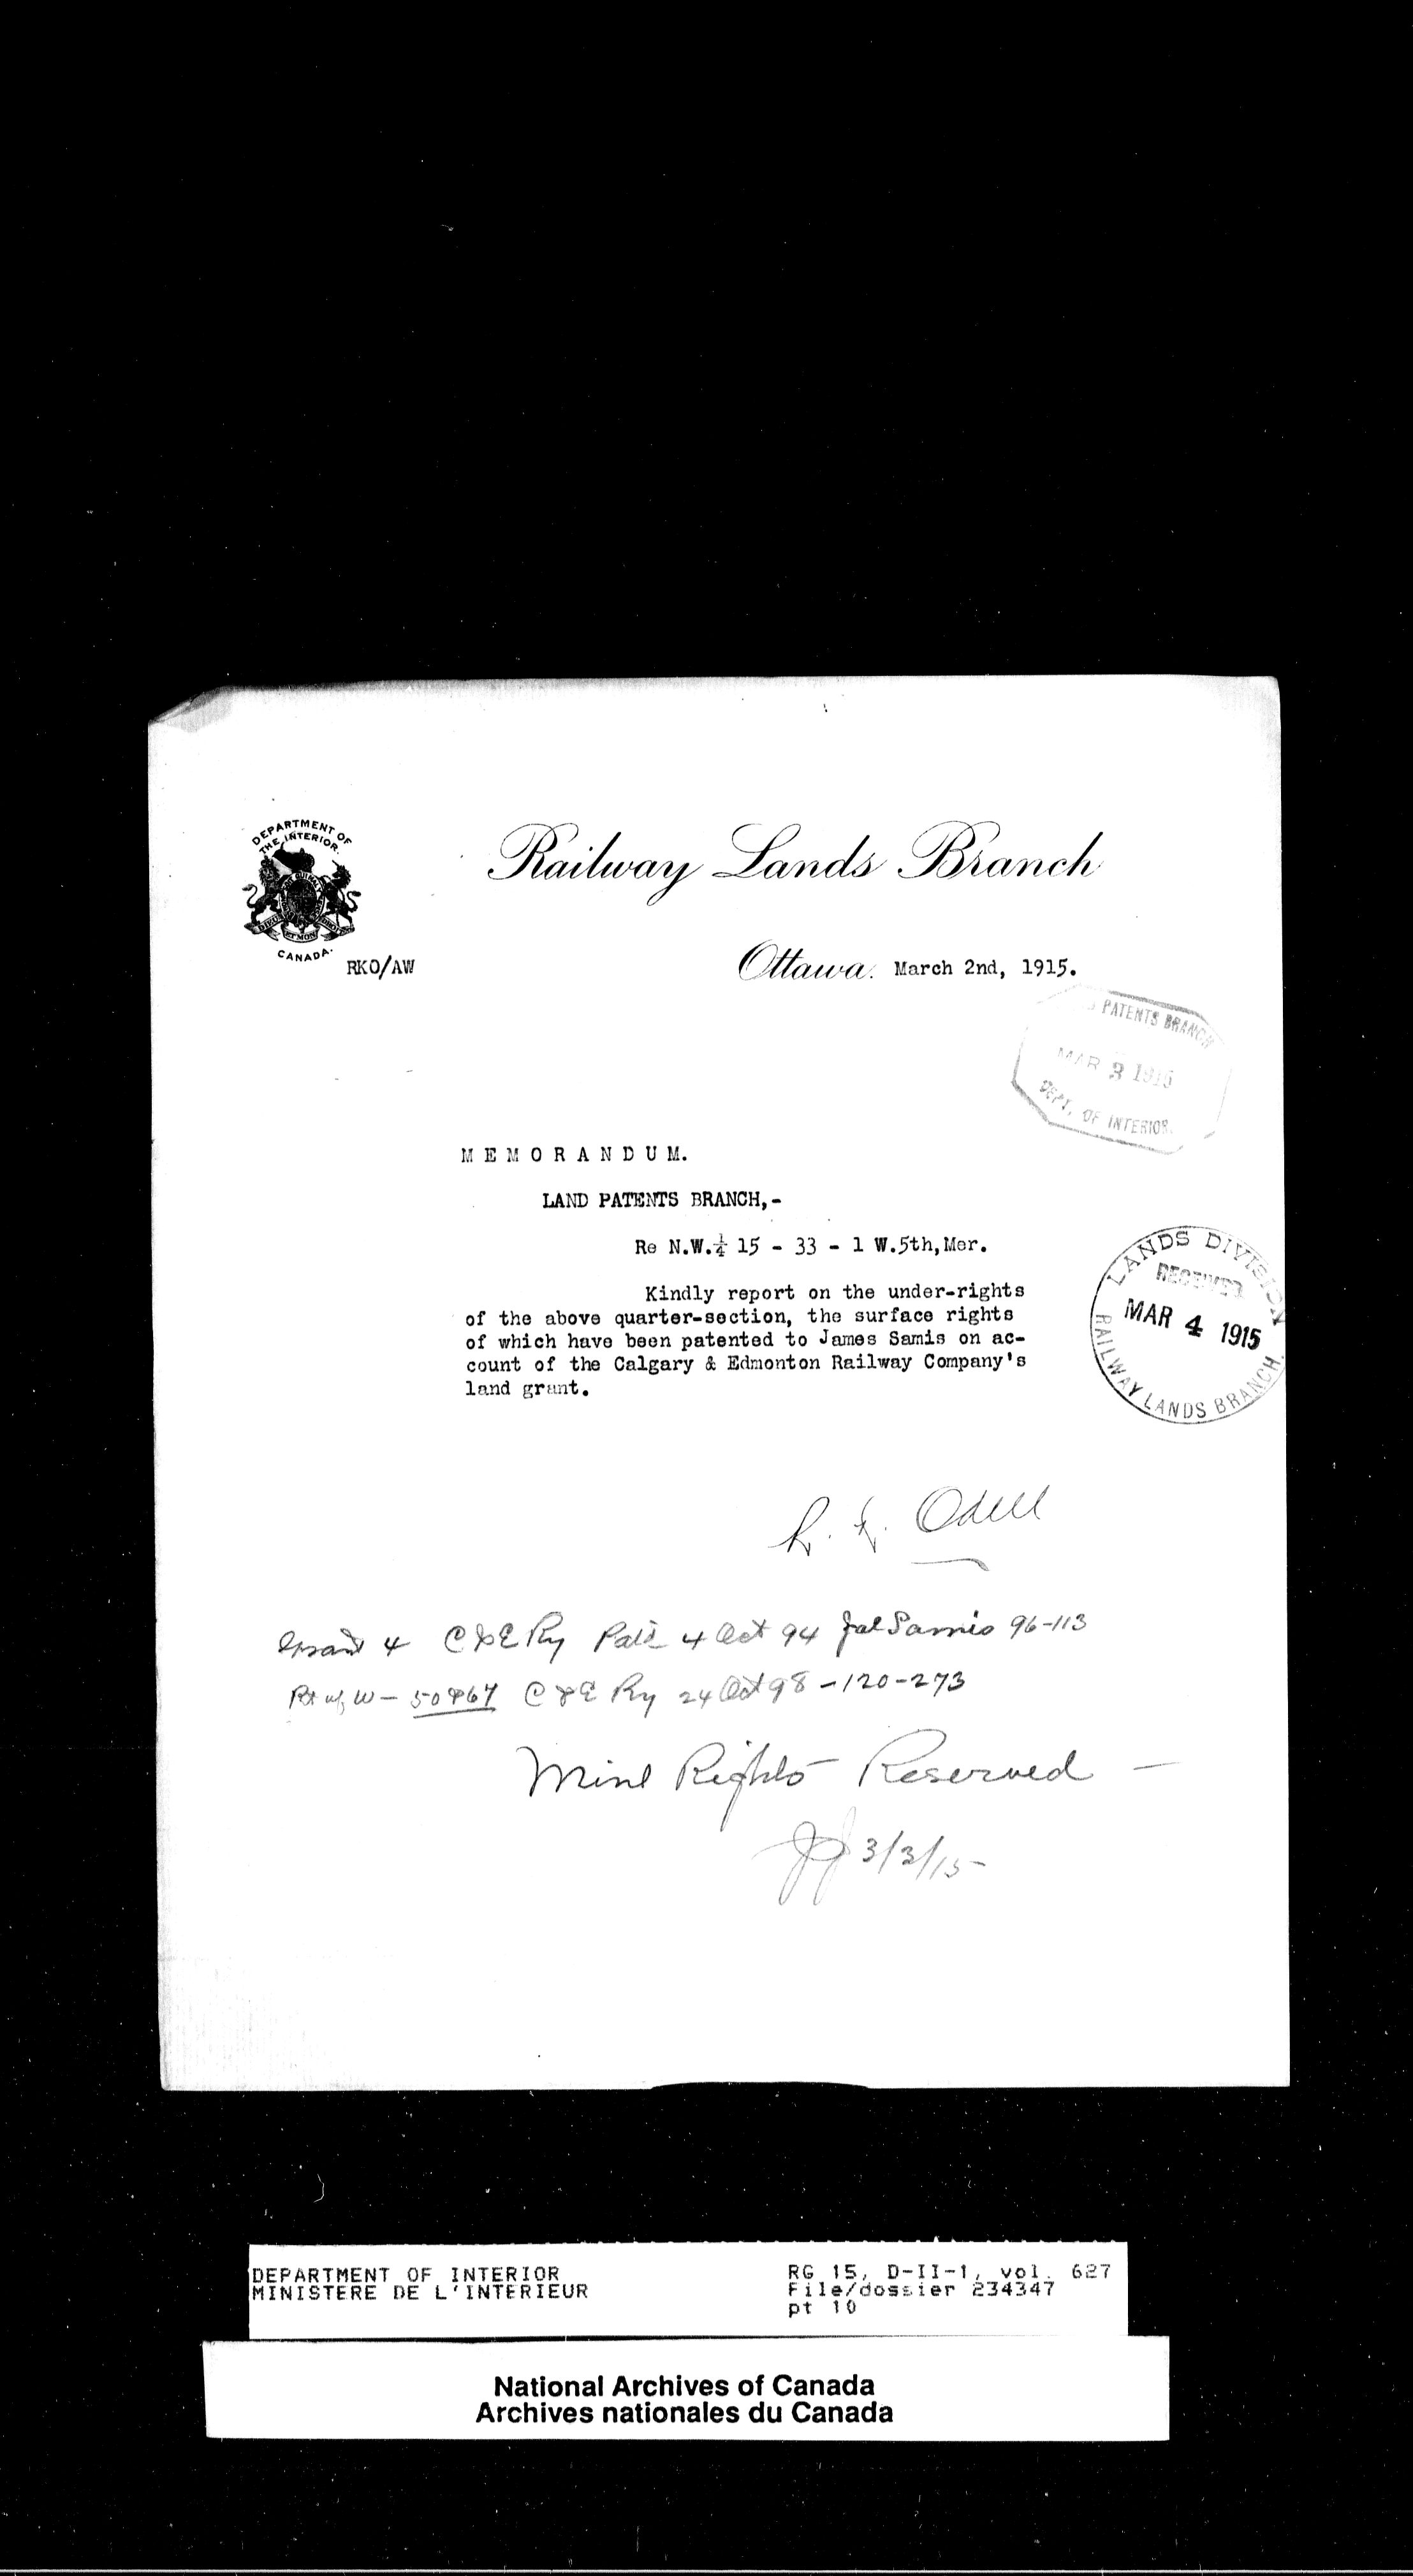 DEPARTMENT OF
THE INTERIOR.
CANADA.
Railway Lands Branch
RKO/AW
Ottawa. March 2nd, 1915.
PATENTS BRANCH
MAR 3 1915
DEPT. OF INTERIOR.
M E M O R A N D U M.
LAND PATENTS BRANCH,-
Re N.W.¼ 15 - 33 - 1 W.5th,Mer.
LANDS DIVISION
RECEIVED
MAR 4 1915
RAILWAY LANDS BRANCH.
Kindly report on the under-rights
of the above quarter-section, the surface rights
of which have been patented to James Samis on ac-
count of the Calgary & Edmonton Railway Company's
land grant.
Odell
4 C & E Ry 4 Oct 94 Samis 96-113
C & E Ry 24 Oct 98 - 120 - 273
Minl Rights Reserved -
3/3/15
DEPARTMENT OF INTERIOR
MINISTERE DE L'INTERIEUR
RG 15, D-II-1, vol. 627
File/dossier 234347
pt 10
National Archives of Canada
Archives nationales du Canada